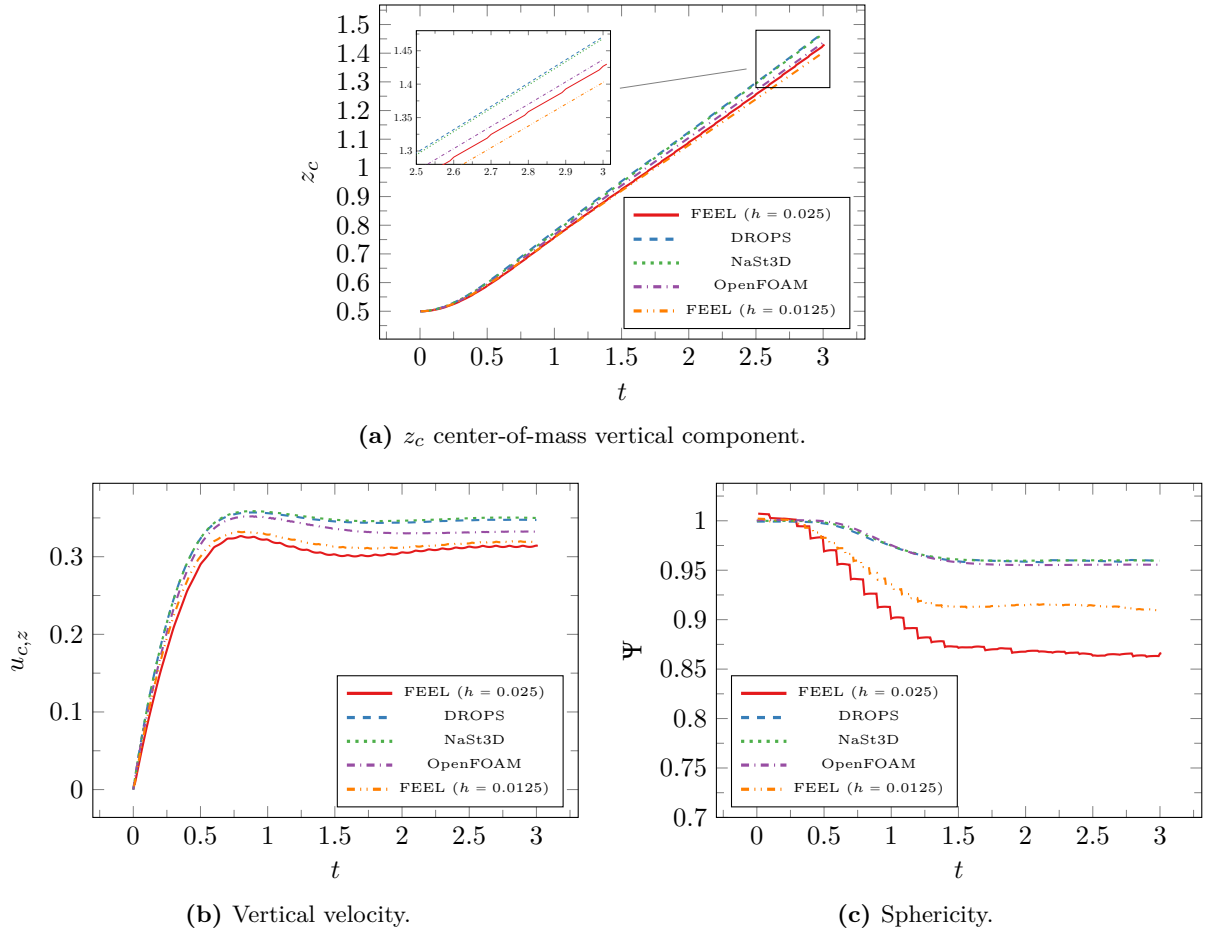 1.5
1.4
1.3
1.2
1.1
1
0.9
0.8
0.7
0.6
0.5
z_c
1.45
1.4
1.35
1.3
2.5 2.6 2.7 2.8 2.9 3
FEEL (h = 0.025)
DROPS
NaSt3D
OpenFOAM
FEEL (h = 0.0125)
0 0.5 1 1.5 2 2.5 3
t
(a) z_c center-of-mass vertical component.
0.3
0.2
0.1
0
u_{c,z}
FEEL (h = 0.025)
DROPS
NaSt3D
OpenFOAM
FEEL (h = 0.0125)
0 0.5 1 1.5 2 2.5 3
t
(b) Vertical velocity.
1
0.95
0.9
0.85
0.8
0.75
0.7
Ψ
FEEL (h = 0.025)
DROPS
NaSt3D
OpenFOAM
FEEL (h = 0.0125)
0 0.5 1 1.5 2 2.5 3
t
(c) Sphericity.